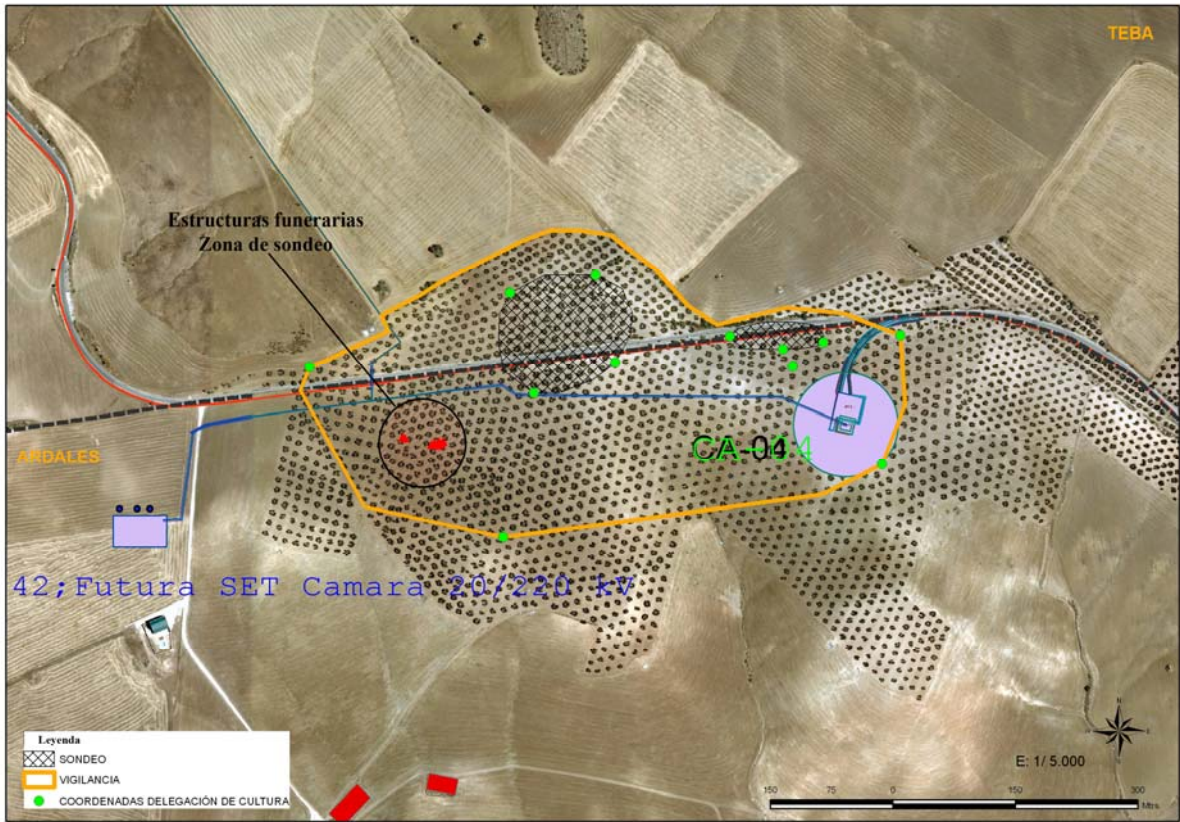 TEBA
Estructuras funerarias
Zona de sondeo
CA-04
ARDALES
42;Futura SET Camara 20/220 kV
Leyenda
SONDEO
VIGILANCIA
COORDENADAS DELEGACIÓN DE CULTURA
N
E: 1/ 5.000
150 75 0 150 300
Mtrs.